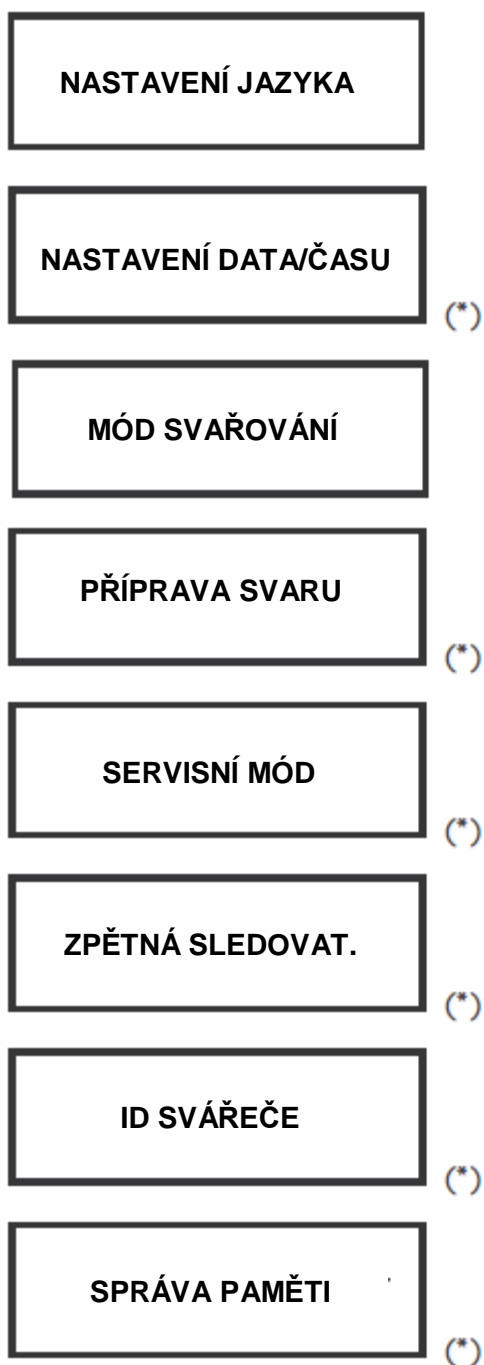 NASTAVENÍ JAZYKA
NASTAVENÍ DATA/ČASU
(*)
MÓD SVAŘOVÁNÍ
PŘÍPRAVA SVARU
(*)
SERVISNÍ MÓD
(*)
ZPĚTNÁ SLEDOVAT.
(*)
ID SVÁŘEČE
(*)
SPRÁVA PAMĚTI
(*)